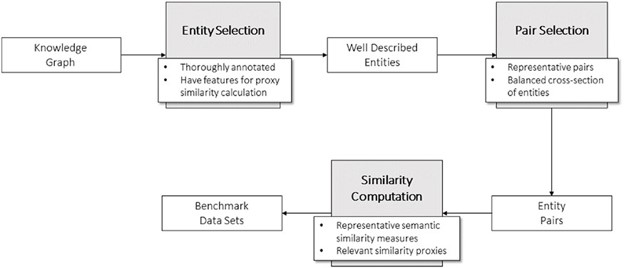 Knowledge
Graph
Entity Selection
• Thoroughly annotated
• Have features for proxy
similarity calculation
Well Described
Entities
Pair Selection
• Representative pairs
• Balanced cross-section
of entities
Entity
Pairs
Similarity
Computation
• Representative semantic
similarity measures
• Relevant similarity proxies
Benchmark
Data Sets